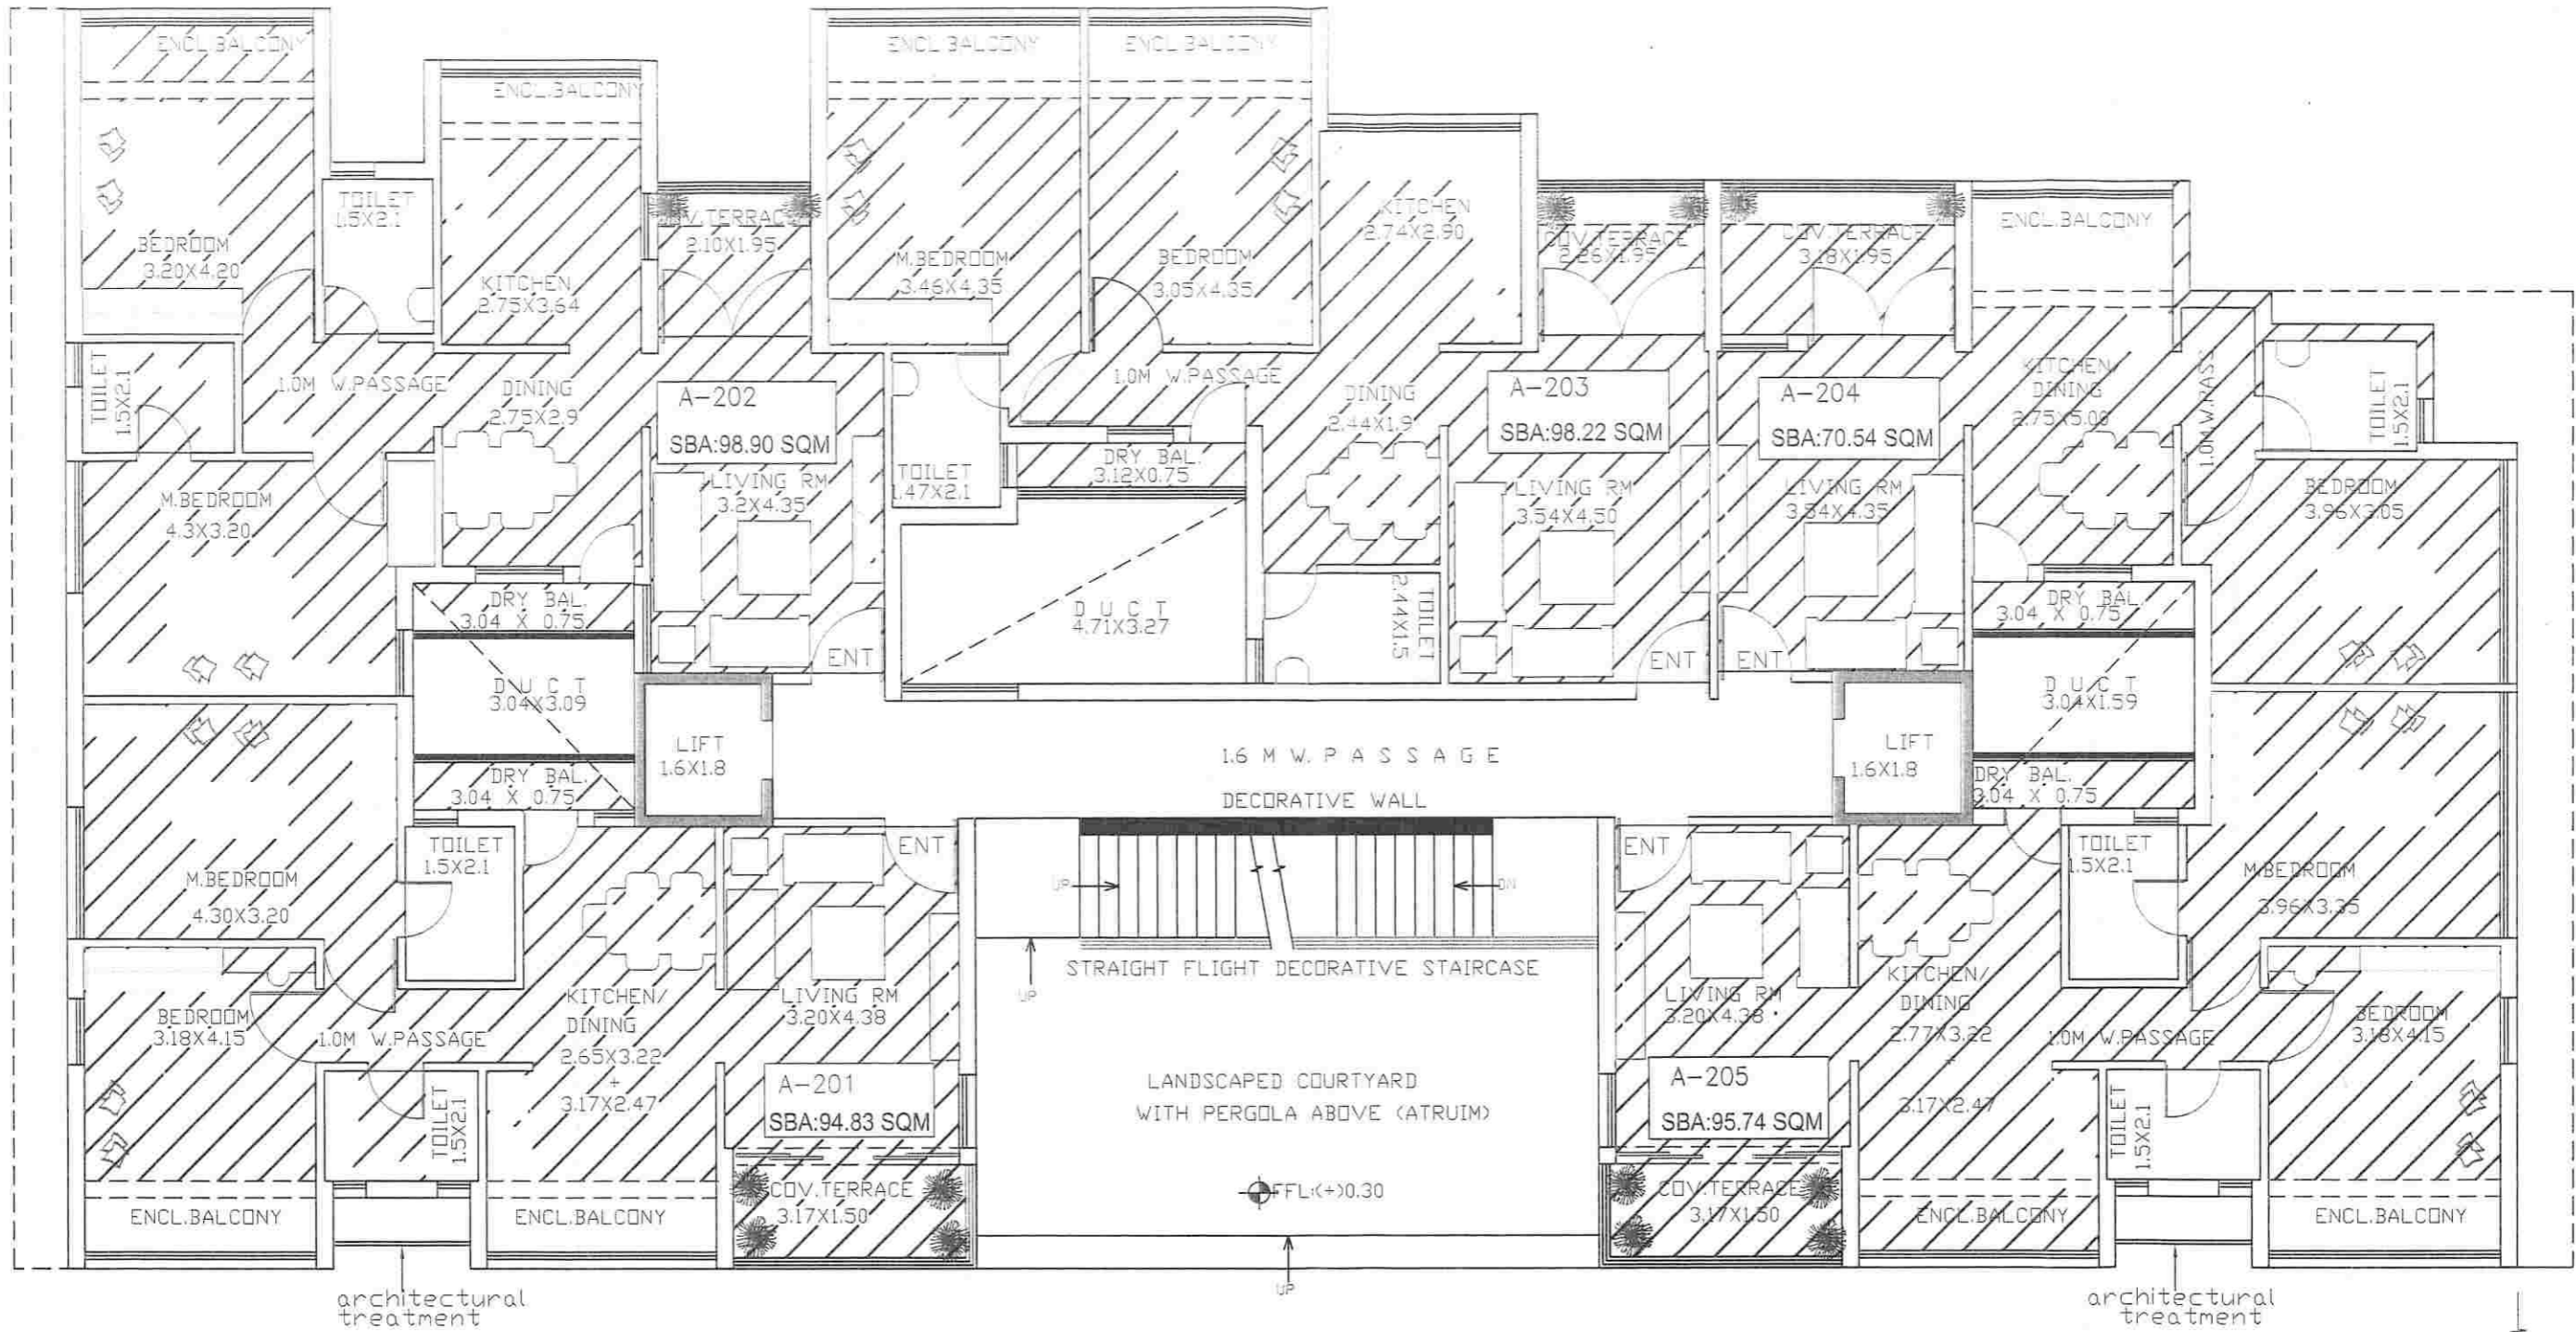 ENCL.BALCONY
BEDROOM
3.20X4.20
TOILET
1.5X2.1
ENCL.BALCONY
KITCHEN
2.75X3.64
COV.TERRACE
2.10X1.95
ENCL.BALCONY
M.BEDROOM
3.46X4.35
ENCL.BALCONY
BEDROOM
3.05X4.35
KITCHEN
2.74X2.90
COV.TERRACE
2.26X1.95
COV.TERRACE
3.18X1.95
ENCL.BALCONY
TOILET
1.5X2.1
1.0M W.PASSAGE
DINING
2.75X2.9
A-202
SBA:98.90 SQM
LIVING RM
3.2X4.35
ENT
M.BEDROOM
4.3X3.20
DRY BAL.
3.04 X 0.75
D U C T
3.04X3.09
DRY BAL.
3.04 X 0.75
LIFT
1.6X1.8
TOILET
1.47X2.1
1.0M W.PASSAGE
DRY BAL.
3.12X0.75
D U C T
4.71X3.27
DINING
2.44X1.9
TOILET
2.44X1.5
A-203
SBA:98.22 SQM
LIVING RM
3.54X4.50
ENT
A-204
SBA:70.54 SQM
LIVING RM
3.54X4.35
ENT
KITCHEN/
DINING
2.75X5.00
1.0M.W.PASS
TOILET
1.5X2.1
BEDROOM
3.96X3.05
DRY BAL.
3.04 X 0.75
D U C T
3.04X1.59
DRY BAL.
3.04 X 0.75
LIFT
1.6X1.8
1.6 M W. P A S S A G E
DECORATIVE WALL
M.BEDROOM
4.30X3.20
TOILET
1.5X2.1
BEDROOM
3.18X4.15
1.0M W.PASSAGE
TOILET
1.5X2.1
ENCL.BALCONY
KITCHEN/
DINING
2.65X3.22
+
3.17X2.47
ENCL.BALCONY
ENT
LIVING RM
3.20X4.38
A-201
SBA:94.83 SQM
COV.TERRACE
3.17X1.50
UP
DN
UP
STRAIGHT FLIGHT DECORATIVE STAIRCASE
LANDSCAPED COURTYARD
WITH PERGOLA ABOVE (ATRUIM)
FFL:(+)0.30
UP
ENT
LIVING RM
3.20X4.38
A-205
SBA:95.74 SQM
COV.TERRACE
3.17X1.50
KITCHEN/
DINING
2.77X3.22
3.17X2.47
ENCL.BALCONY
TOILET
1.5X2.1
M.BEDROOM
3.96X3.35
1.0M W.PASSAGE
TOILET
1.5X2.1
BEDROOM
3.18X4.15
ENCL.BALCONY
architectural
treatment
architectural
treatment